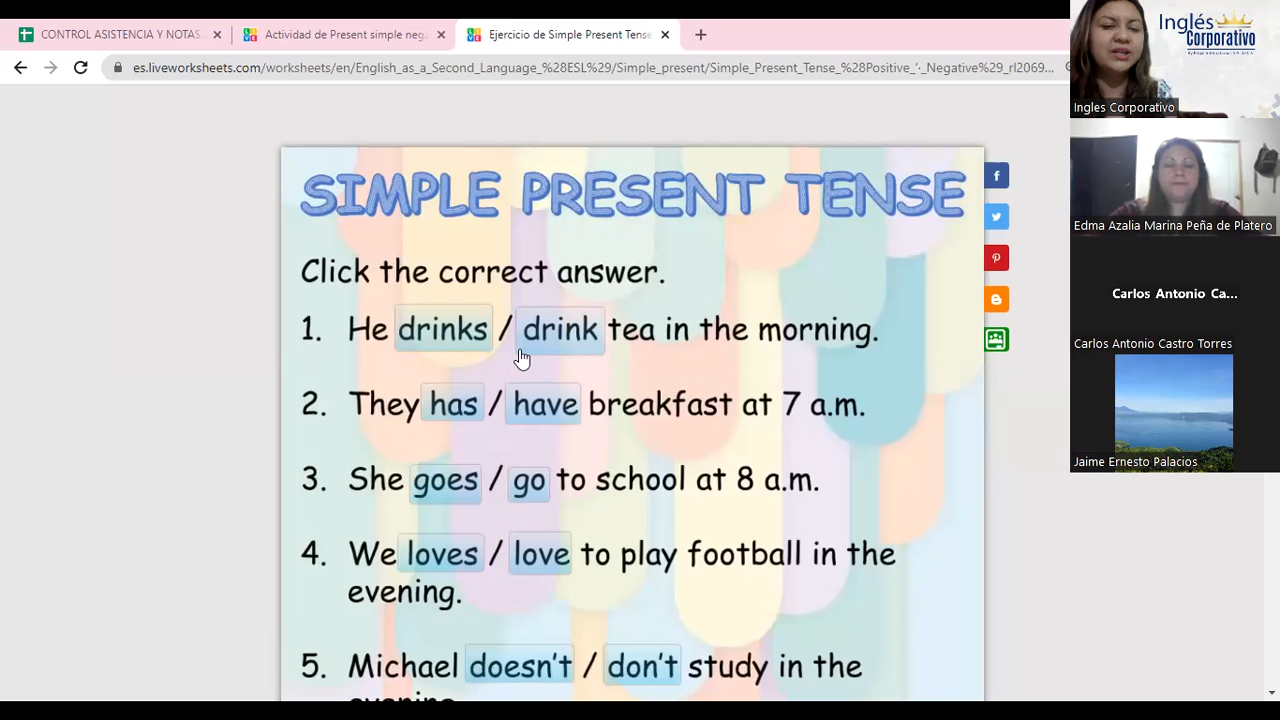 CONTROL ASISTENCIA Y NOTAS
Actividad de Present simple neg
Ejercicio de Simple Present Tense
es.liveworksheets.com/worksheets/en/English_as_a_Second_Language_%28ESL%29/Simple_present/Simple_Present_Tense_%28Positive_'-_Negative%29_rl2069...
SIMPLE PRESENT TENSE
Click the correct answer.
1. He drinks / drink tea in the morning.
2. They has / have breakfast at 7 a.m.
3. She goes / go to school at 8 a.m.
4. We loves / love to play football in the
evening.
5. Michael doesn't / don't study in the
evening
Inglés
Corporativo
Ingles Corporativo
Edma Azalia Marina Peña de Platero
Carlos Antonio Ca...
Carlos Antonio Castro Torres
Jaime Ernesto Palacios